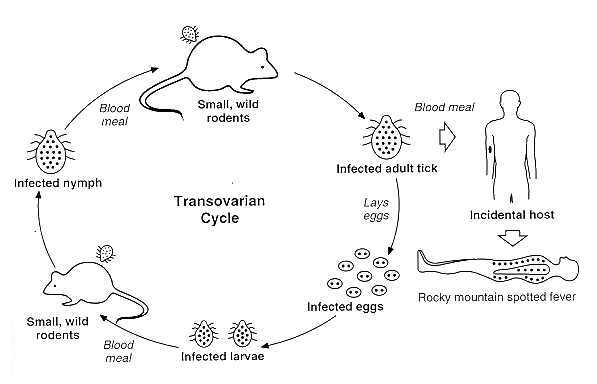 Small, wild
rodents
Blood
meal
Blood meal
Infected adult tick
Infected nymph
Transovarian
Cycle
Lays
eggs
Incidental host
Rocky mountain spotted fever
Infected eggs
Small, wild
rodents
Blood
meal
Infected larvae